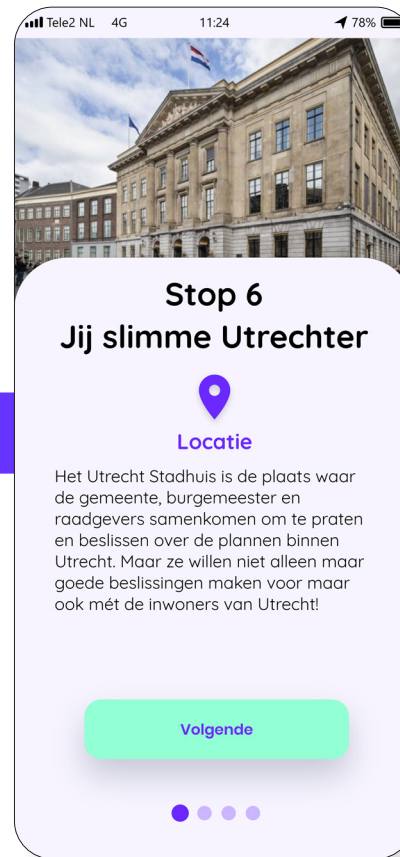 Tele2 NL 4G 11:24 78%
Stop 6
Jij slimme Utrechter
Locatie
Het Utrecht Stadhuis is de plaats waar
de gemeente, burgemeester en
raadgevers samenkomen om te praten
en beslissen over de plannen binnen
Utrecht. Maar ze willen niet alleen maar
goede beslissingen maken voor maar
ook mét de inwoners van Utrecht!
Volgende